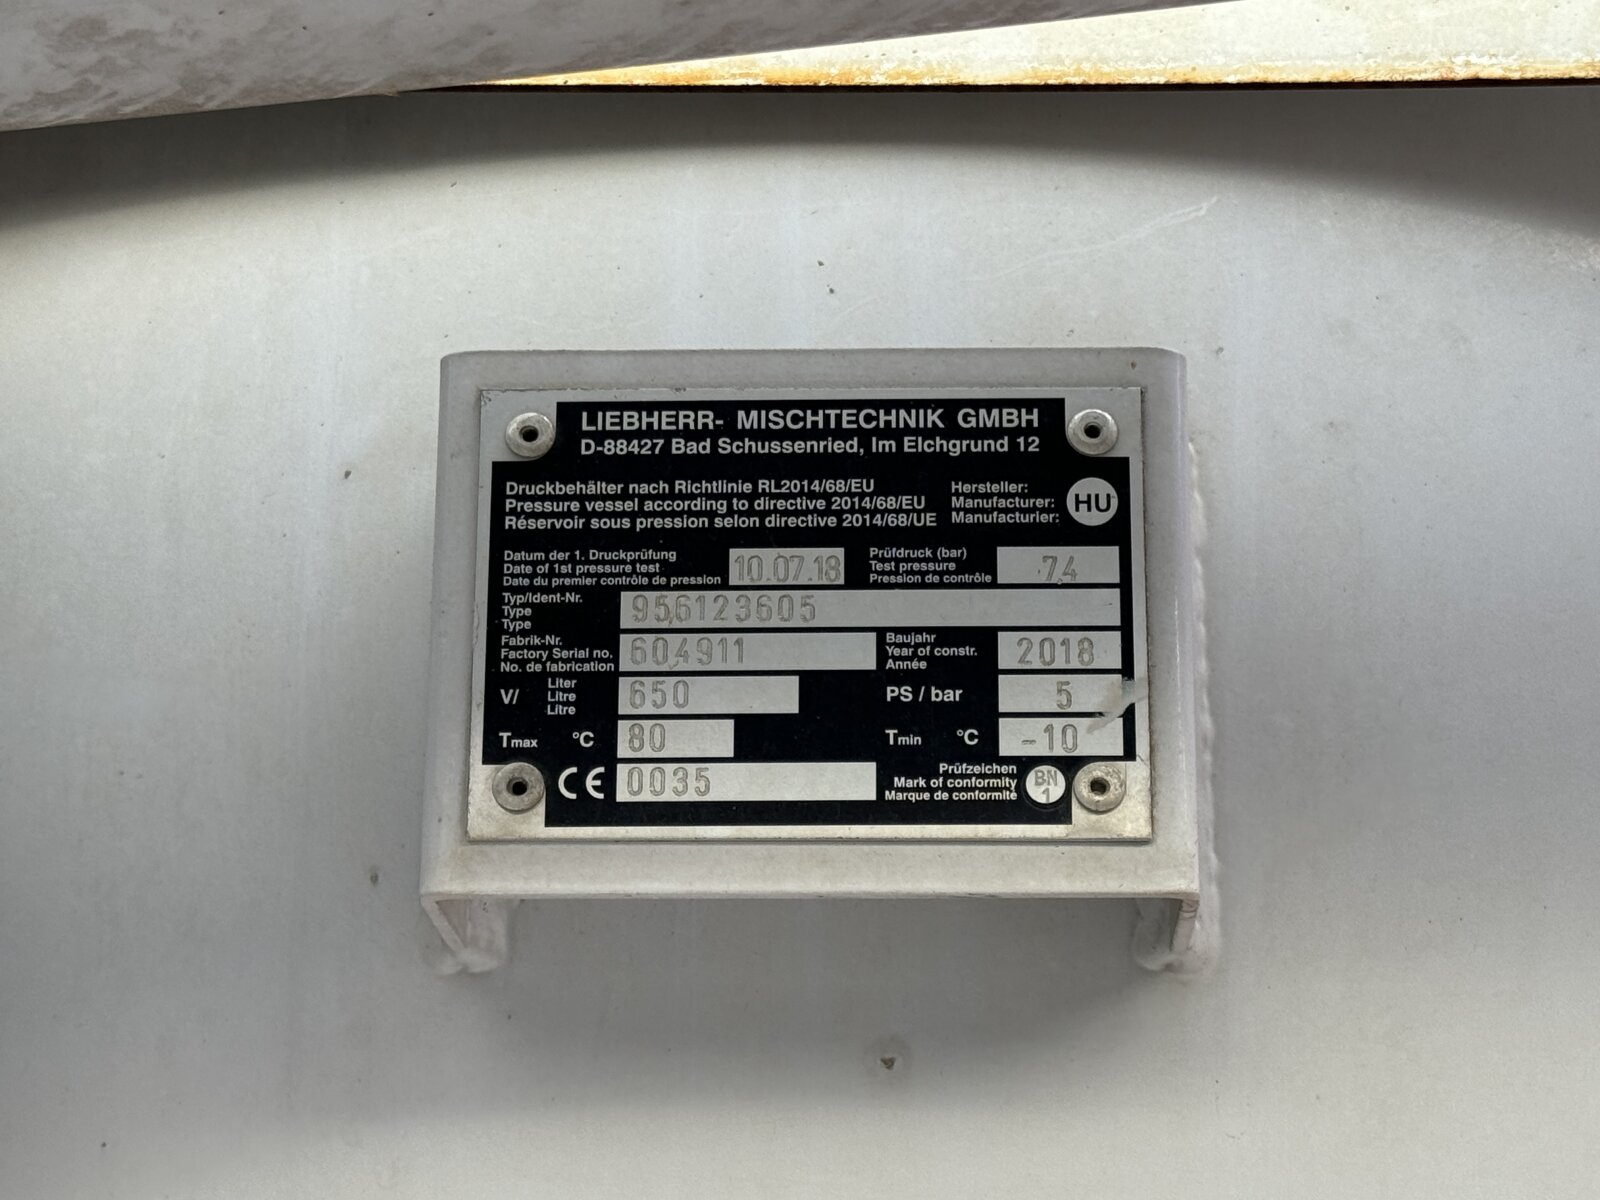 LIEBHERR- MISCHTECHNIK GMBH
D-88427 Bad Schussenried, Im Elchgrund 12
Druckbehälter nach Richtlinie RL2014/68/EU
Pressure vessel according to directive 2014/68/EU
Réservoir sous pression selon directive 2014/68/UE
Hersteller:
Manufacturer:
Manufacturier:
HU
Datum der 1. Druckprüfung
Date of 1st pressure test
Date du premier contrôle de pression
10.07.18
Prüfdruck (bar)
Test pressure
Pression de contrôle
7,4
Typ/Ident-Nr.
Type
Type
956123605
Fabrik-Nr.
Factory Serial no.
No. de fabrication
604911
Baujahr
Year of constr.
Année
2018
V/
Liter
Litre
Litre
650
PS / bar
5
Tmax °C
80
Tmin °C
-10
CE 0035
Prüfzeichen
Mark of conformity
Marque de conformité
BN
1